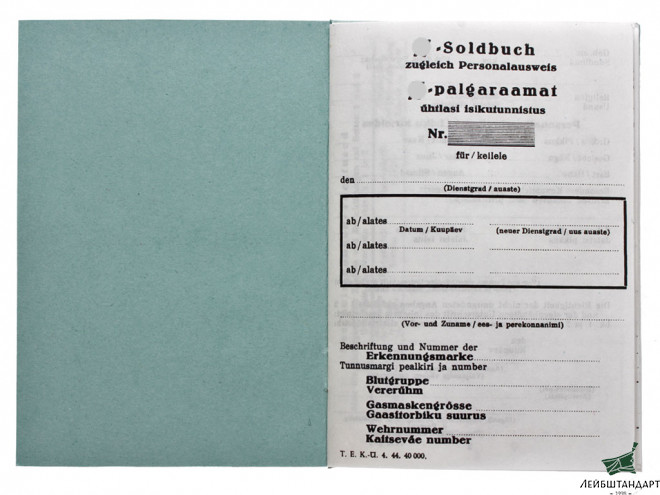 -Soldbuch
zugleich Personalausweis
-palgaraamat
ühtlasi isikutunnistus
Nr.
für / keilele
den
(Dienstgrad / auaste)
ab/alates
Datum / Kuupäev (neuer Dienstgrad / uus auaste)
ab/alates
ab/alates
(Vor- und Zuname / ees- ja perekonnanimi)
Beschriftung und Nummer der
Erkennungsmarke
Tunnusmargi pealkiri ja number
Blutgruppe
Vererühm
Gasmaskengrösse
Gaasitorbiku suurus
Wehrnummer
Kaitseväe number
T. E. K.-Ü. 4. 44. 40 000.
ЛЕЙБШТАНДАРТ
1998